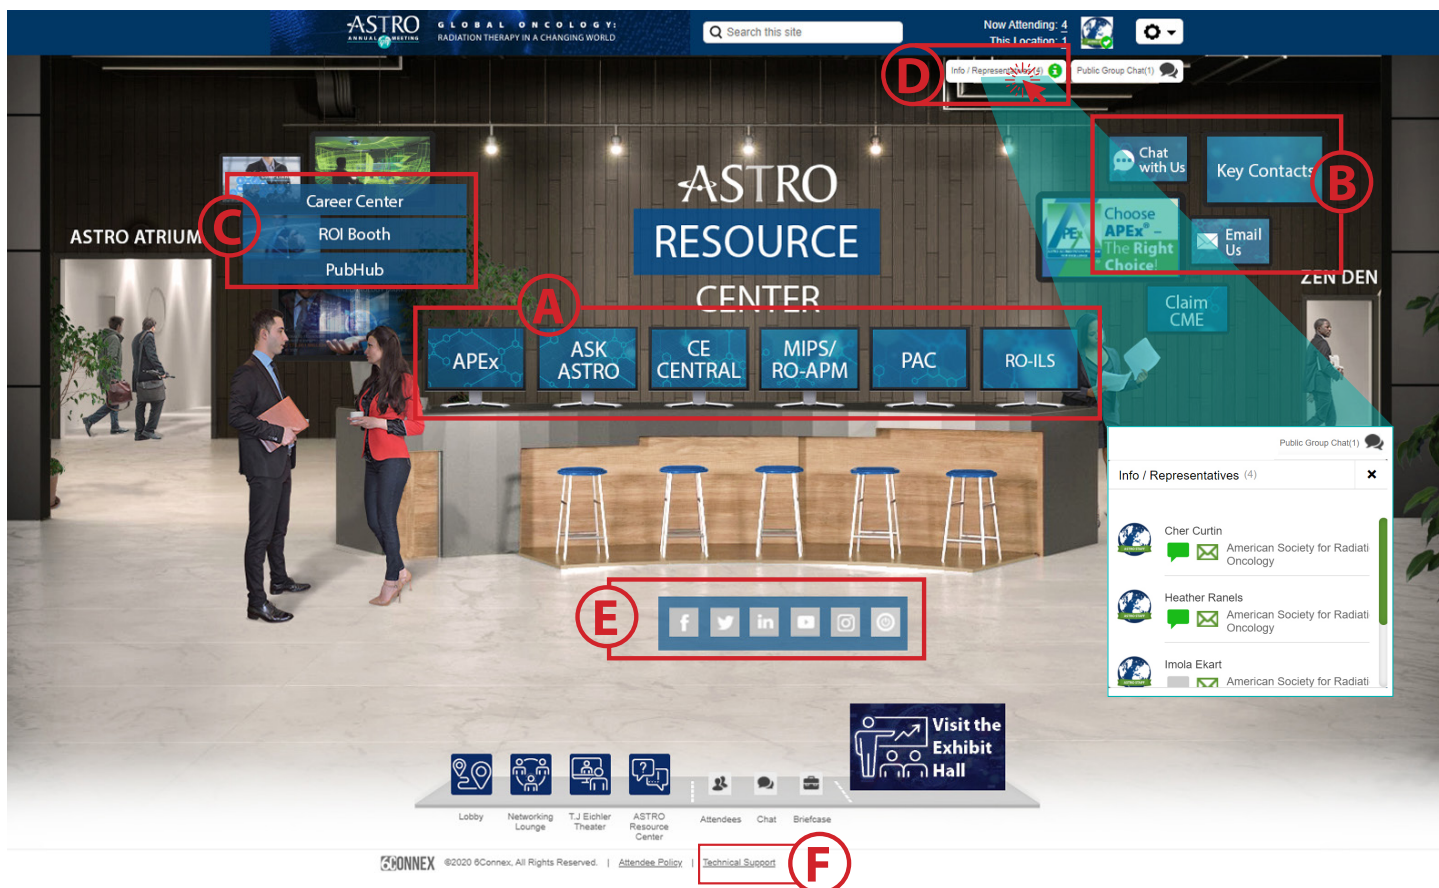 ASTRO
ANNUAL MEETING
GLOBAL ONCOLOGY:
RADIATION THERAPY IN A CHANGING WORLD
Search this site
Now Attending: 4
This Location: 1
D
Info / Representatives (4)
Public Group Chat(1)
Chat
with Us
Key Contacts
B
Career Center
ROI Booth
PubHub
C
ASTRO ATRIUM
ASTRO
RESOURCE
CENTER
Choose
APEx® –
The Right
Choice!
Email
Us
ZEN DEN
Claim
CME
A
APEx
ASK
ASTRO
CE
CENTRAL
MIPS/
RO-APM
PAC
RO-ILS
Public Group Chat(1)
Info / Representatives (4)
Cher Curtin
American Society for Radiati
Oncology
Heather Ranels
American Society for Radiati
Oncology
Imola Ekart
American Society for Radiati
E
Visit the
Exhibit
Hall
Lobby
Networking
Lounge
T.J Eichler
Theater
ASTRO
Resource
Center
Attendees
Chat
Briefcase
6CONNEX
©2020 6Connex, All Rights Reserved. | Attendee Policy | Technical Support
F